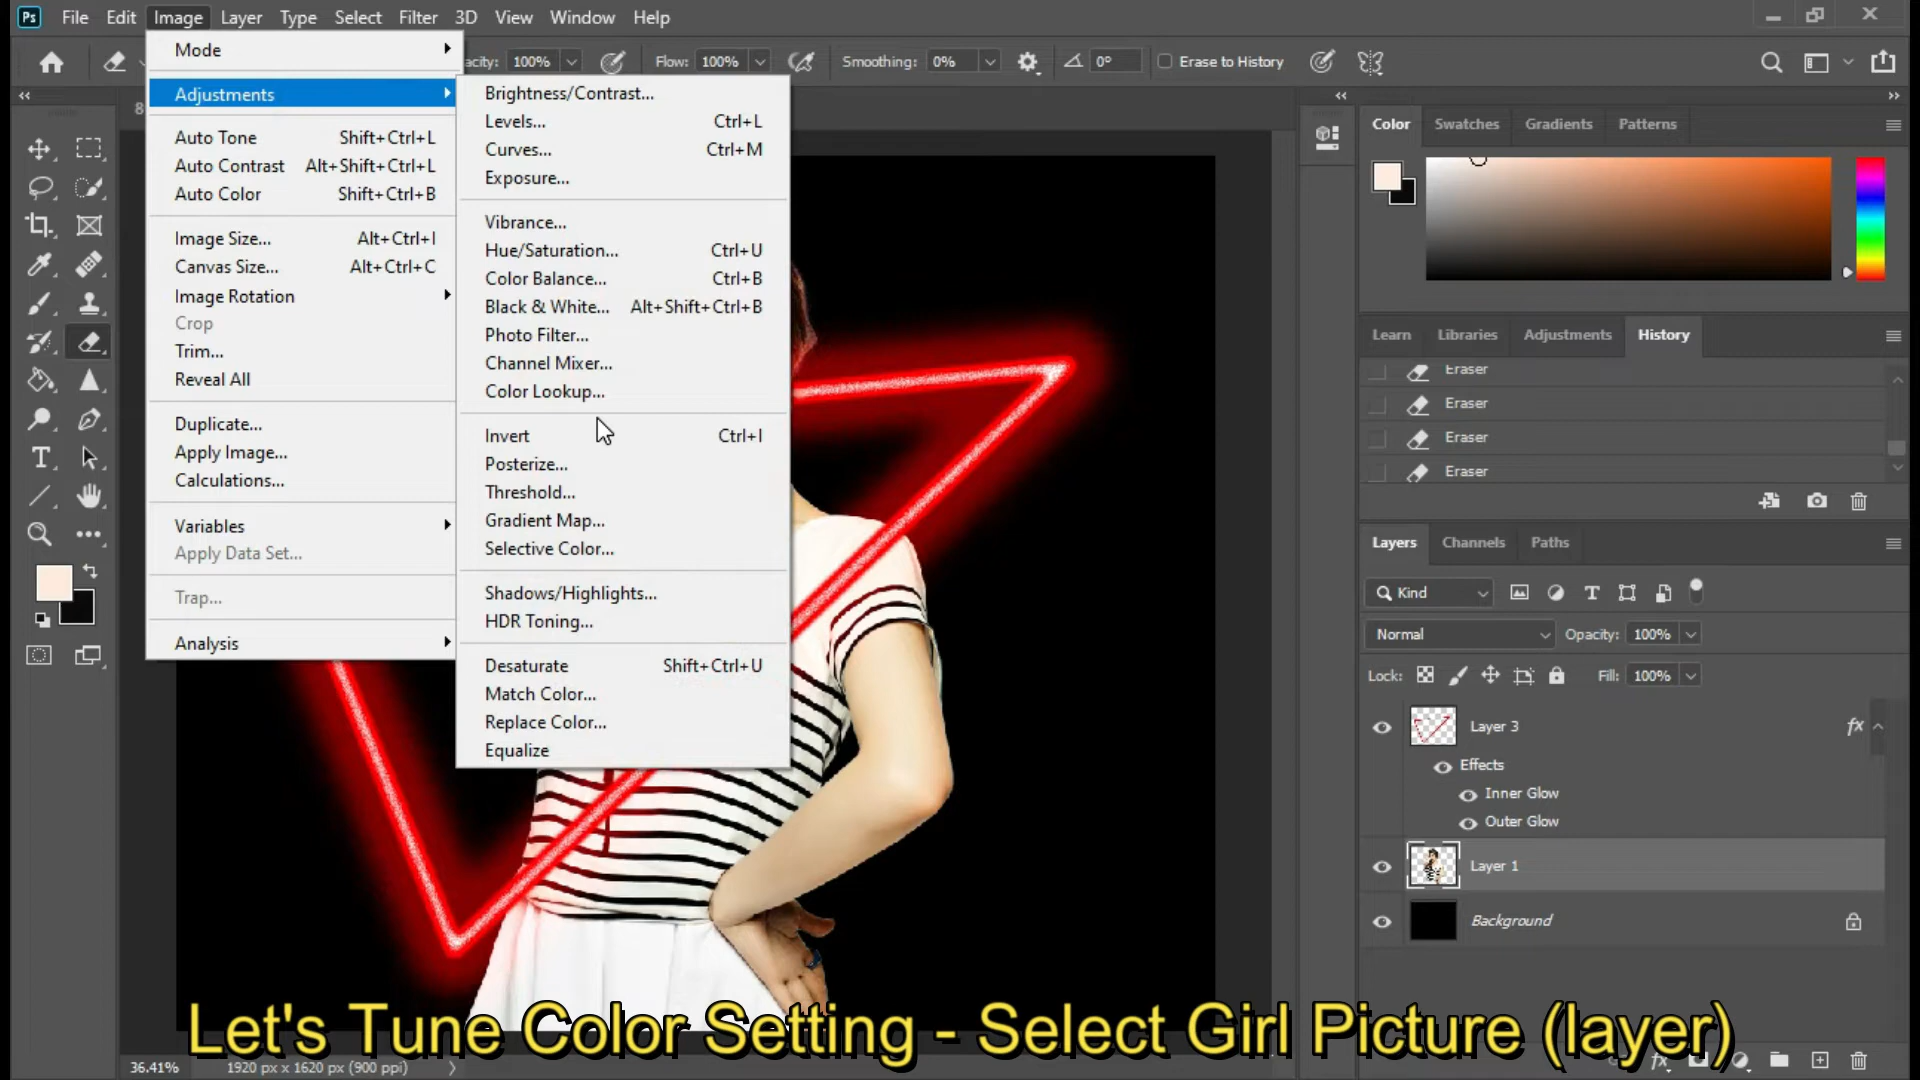 Ps File Edit Image Layer Type Select Filter 3D View Window Help
acity: 100% Flow: 100% Smoothing: 0% 0° Erase to History
8
Mode
Adjustments
Auto Tone Shift+Ctrl+L
Auto Contrast Alt+Shift+Ctrl+L
Auto Color Shift+Ctrl+B
Image Size... Alt+Ctrl+I
Canvas Size... Alt+Ctrl+C
Image Rotation
Crop
Trim...
Reveal All
Duplicate...
Apply Image...
Calculations...
Variables
Apply Data Set...
Trap...
Analysis
Brightness/Contrast...
Levels... Ctrl+L
Curves... Ctrl+M
Exposure...
Vibrance...
Hue/Saturation... Ctrl+U
Color Balance... Ctrl+B
Black & White... Alt+Shift+Ctrl+B
Photo Filter...
Channel Mixer...
Color Lookup...
Invert Ctrl+I
Posterize...
Threshold...
Gradient Map...
Selective Color...
Shadows/Highlights...
HDR Toning...
Desaturate Shift+Ctrl+U
Match Color...
Replace Color...
Equalize
Color Swatches Gradients Patterns
Learn Libraries Adjustments History
Eraser
Eraser
Eraser
Eraser
Layers Channels Paths
Kind
Normal Opacity: 100%
Lock: Fill: 100%
Layer 3 fx
Effects
Inner Glow
Outer Glow
Layer 1
Background
Let's Tune Color Setting - Select Girl Picture (layer)
36.41% 1920 px x 1620 px (900 ppi) fx